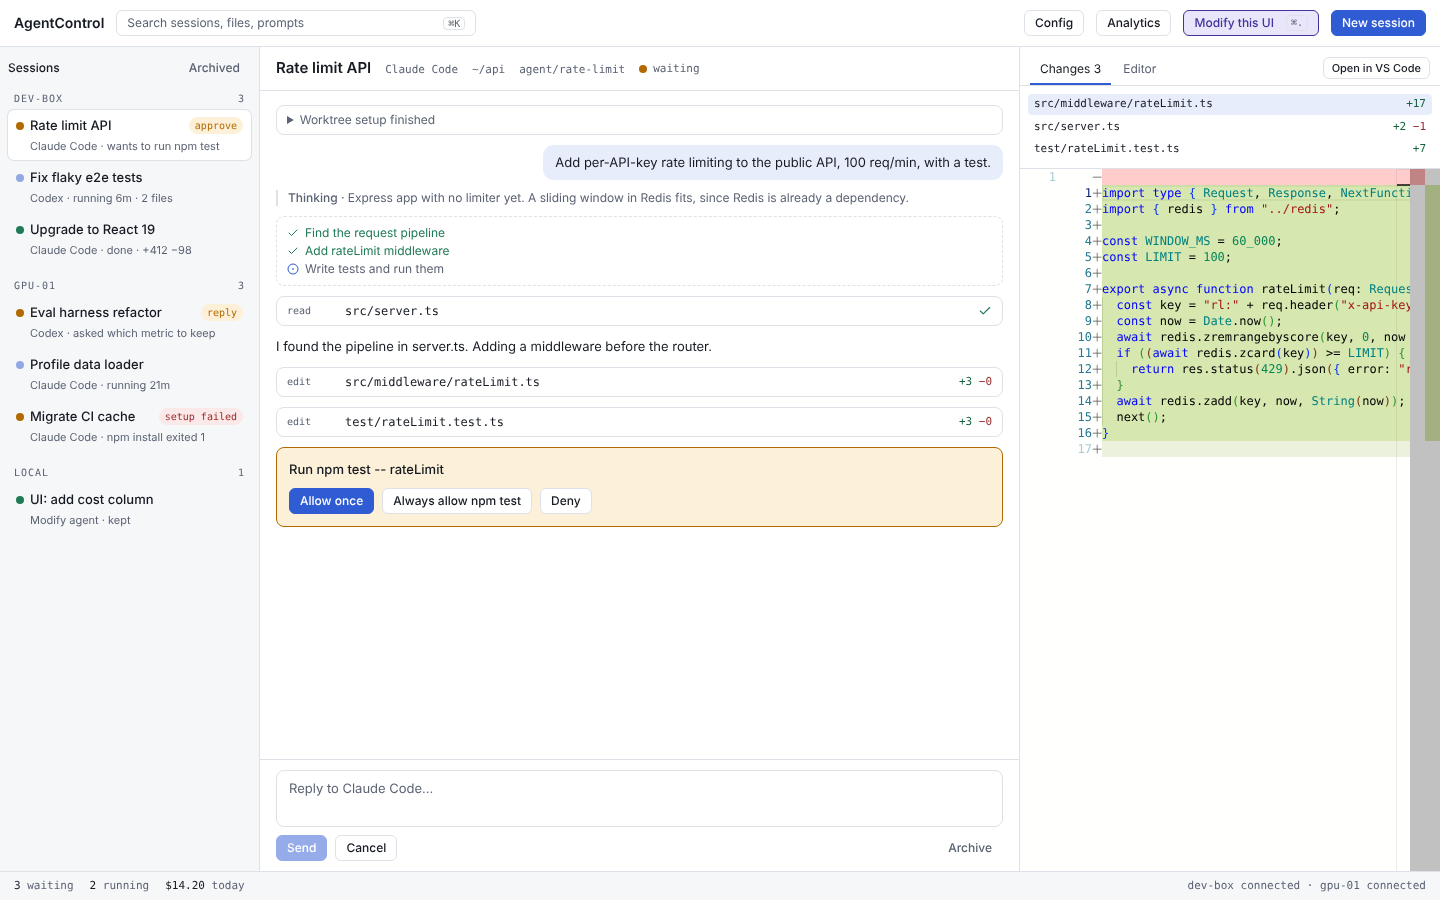 AgentControl
Search sessions, files, prompts
⌘K
Config
Analytics
Modify this UI ⌘.
New session
Sessions
Archived
DEV-BOX 3
Rate limit API approve
Claude Code · wants to run npm test
Fix flaky e2e tests
Codex · running 6m · 2 files
Upgrade to React 19
Claude Code · done · +412 −98
GPU-01 3
Eval harness refactor reply
Codex · asked which metric to keep
Profile data loader
Claude Code · running 21m
Migrate CI cache setup failed
Claude Code · npm install exited 1
LOCAL 1
UI: add cost column
Modify agent · kept
Rate limit API Claude Code ~/api agent/rate-limit waiting
Worktree setup finished
Add per-API-key rate limiting to the public API, 100 req/min, with a test.
Thinking · Express app with no limiter yet. A sliding window in Redis fits, since Redis is already a dependency.
Find the request pipeline
Add rateLimit middleware
Write tests and run them
read src/server.ts
I found the pipeline in server.ts. Adding a middleware before the router.
edit src/middleware/rateLimit.ts +3 −0
edit test/rateLimit.test.ts +3 −0
Run npm test -- rateLimit
Allow once
Always allow npm test
Deny
Reply to Claude Code...
Send
Cancel
Archive
Changes 3
Editor
Open in VS Code
src/middleware/rateLimit.ts +17
src/server.ts +2 −1
test/rateLimit.test.ts +7
1 −
1+import type { Request, Response, NextFuncti
2+import { redis } from "../redis";
3+
4+const WINDOW_MS = 60_000;
5+const LIMIT = 100;
6+
7+export async function rateLimit(req: Reques
8+  const key = "rl:" + req.header("x-api-key
9+  const now = Date.now();
10+  await redis.zremrangebyscore(key, 0, now
11+  if ((await redis.zcard(key)) >= LIMIT) {
12+    return res.status(429).json({ error: "r
13+  }
14+  await redis.zadd(key, now, String(now));
15+  next();
16+}
17+
3 waiting 2 running $14.20 today
dev-box connected · gpu-01 connected